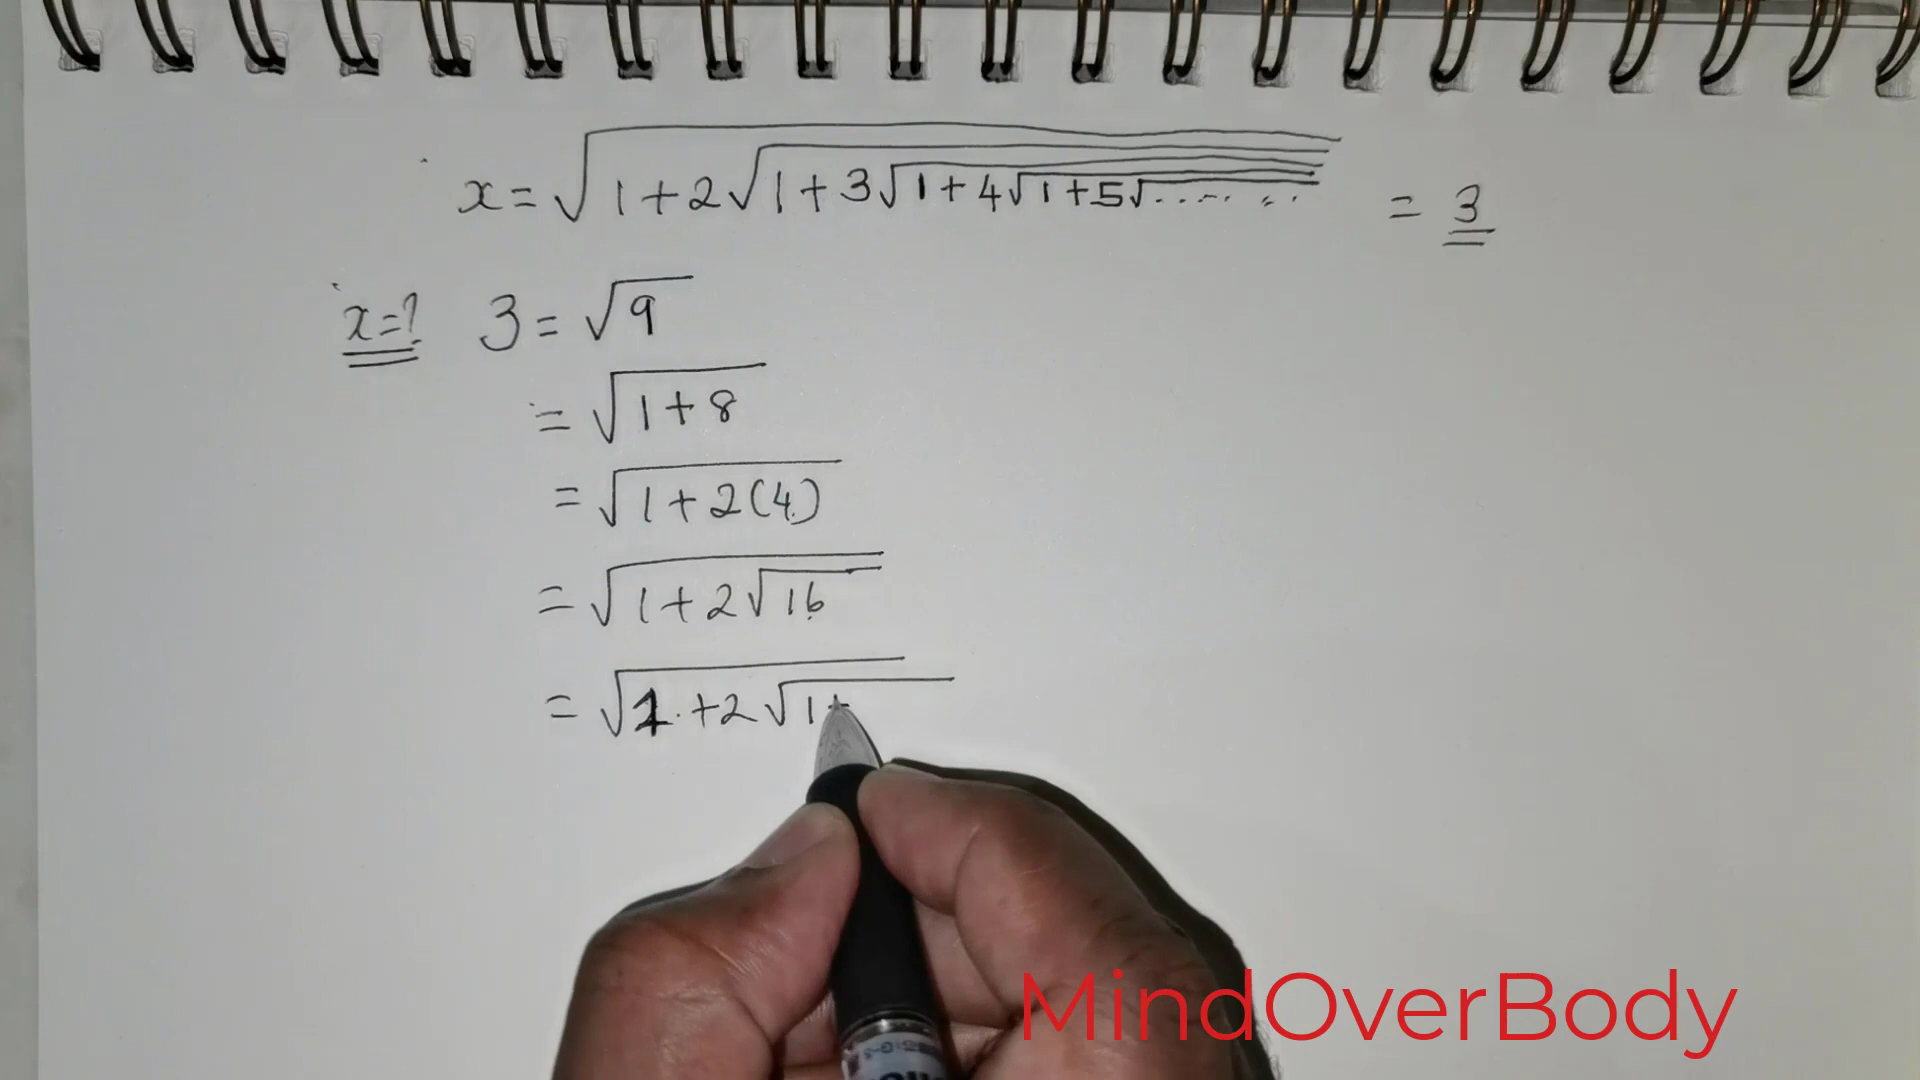 x=√1+2√1+3√1+4√1+5√....... = 3
x=? 3=√9
=√1+8
=√1+2(4)
=√1+2√16
=√1+2√1+
MindOverBody